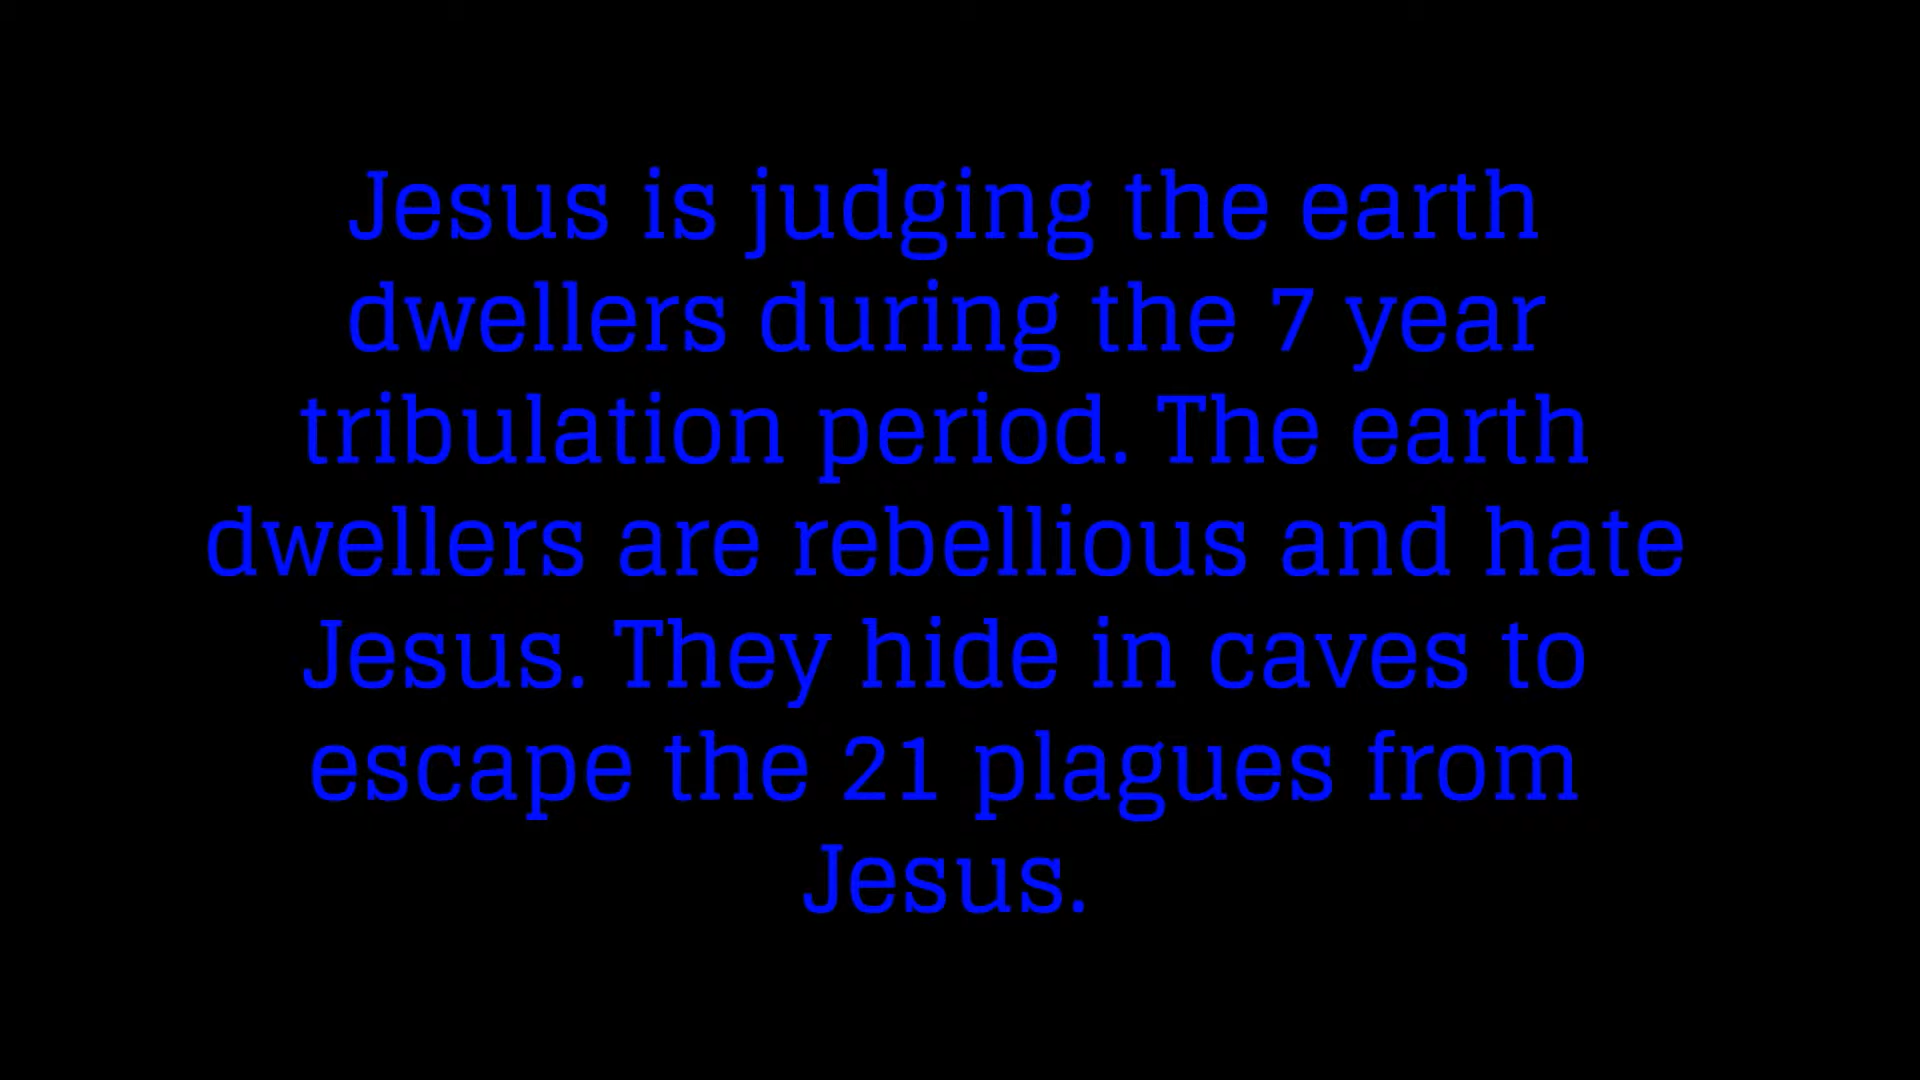 Jesus is judging the earth
dwellers during the 7 year
tribulation period. The earth
dwellers are rebellious and hate
Jesus. They hide in caves to
escape the 21 plagues from
Jesus.